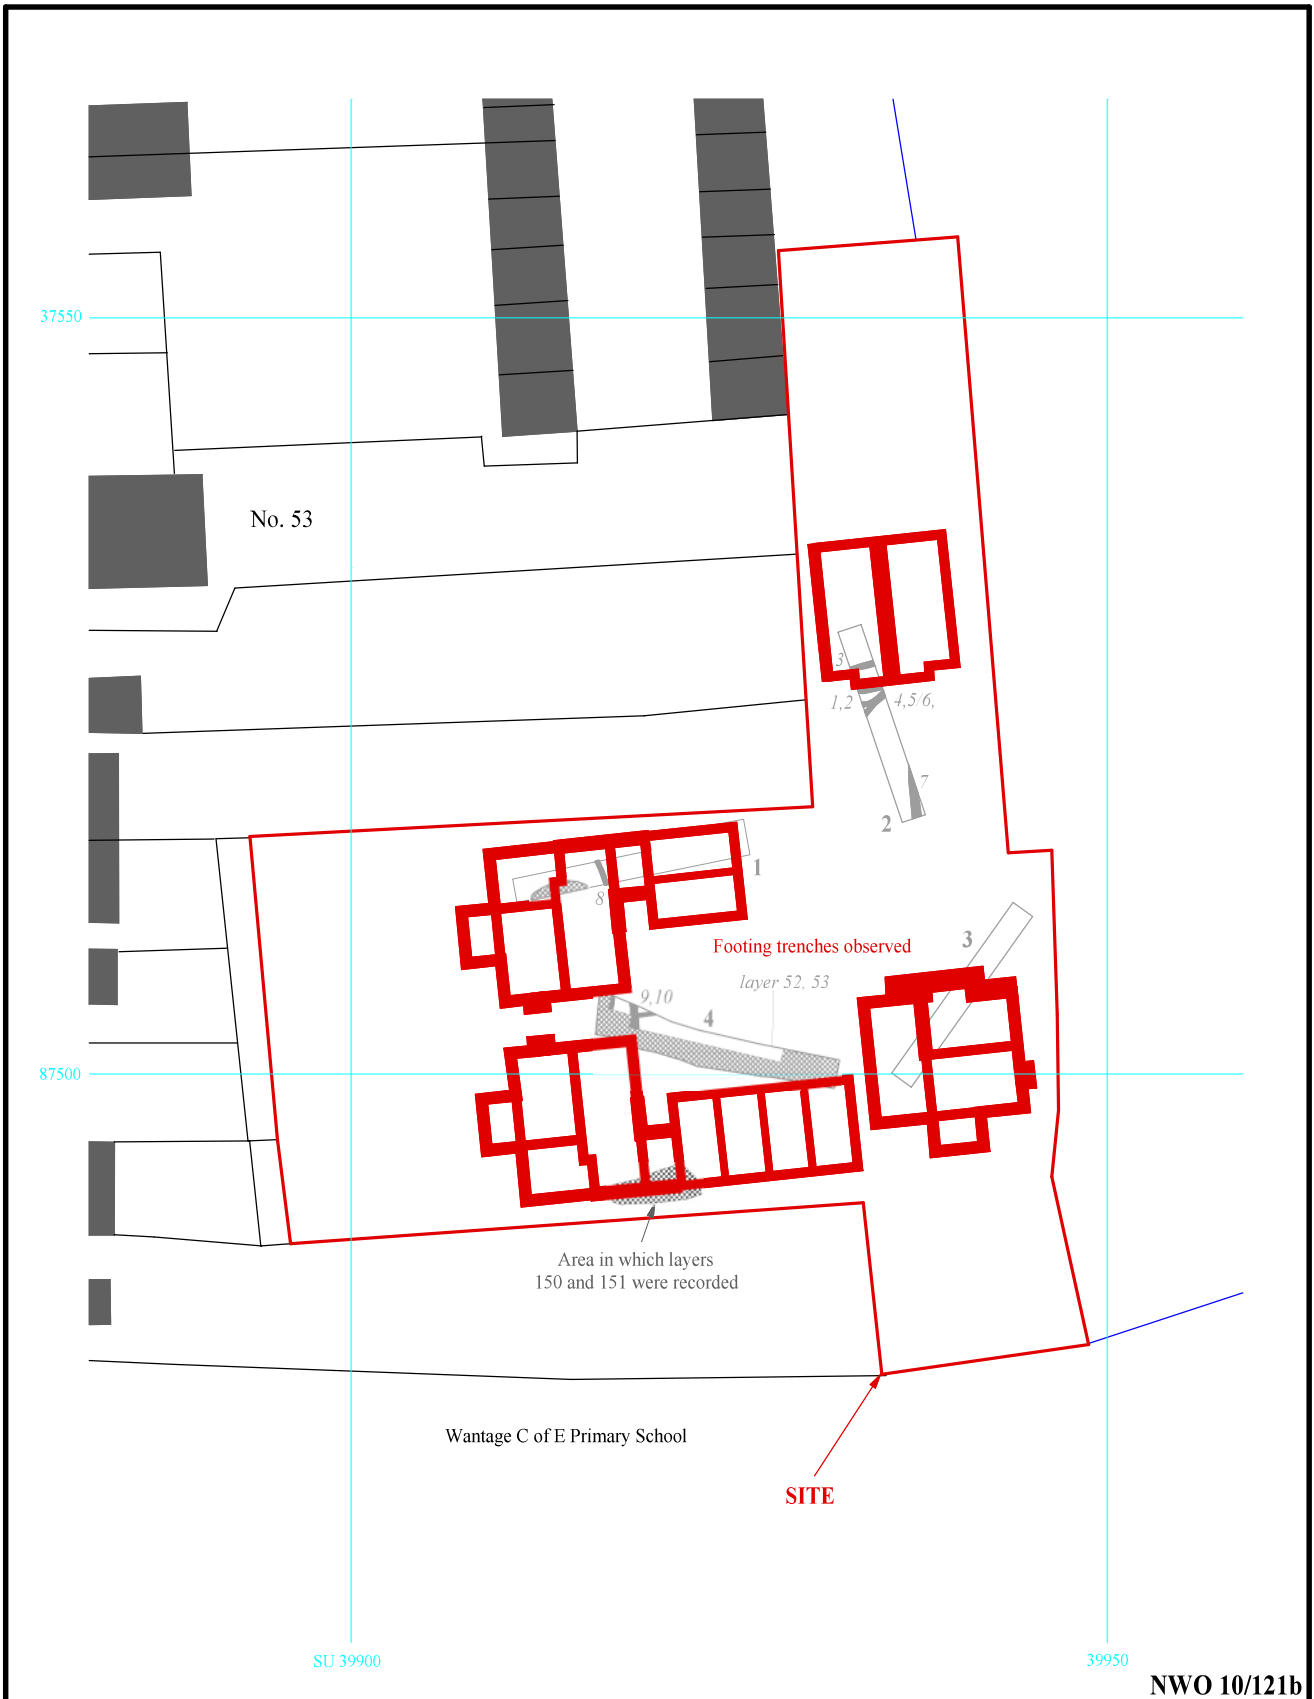 37550
No. 53
3
1,2
4,5/6,
7
2
1
8
Footing trenches observed
3
layer 52, 53
9,10
4
87500
Area in which layers
150 and 151 were recorded
Wantage C of E Primary School
SITE
SU 39900
39950
NWO 10/121b